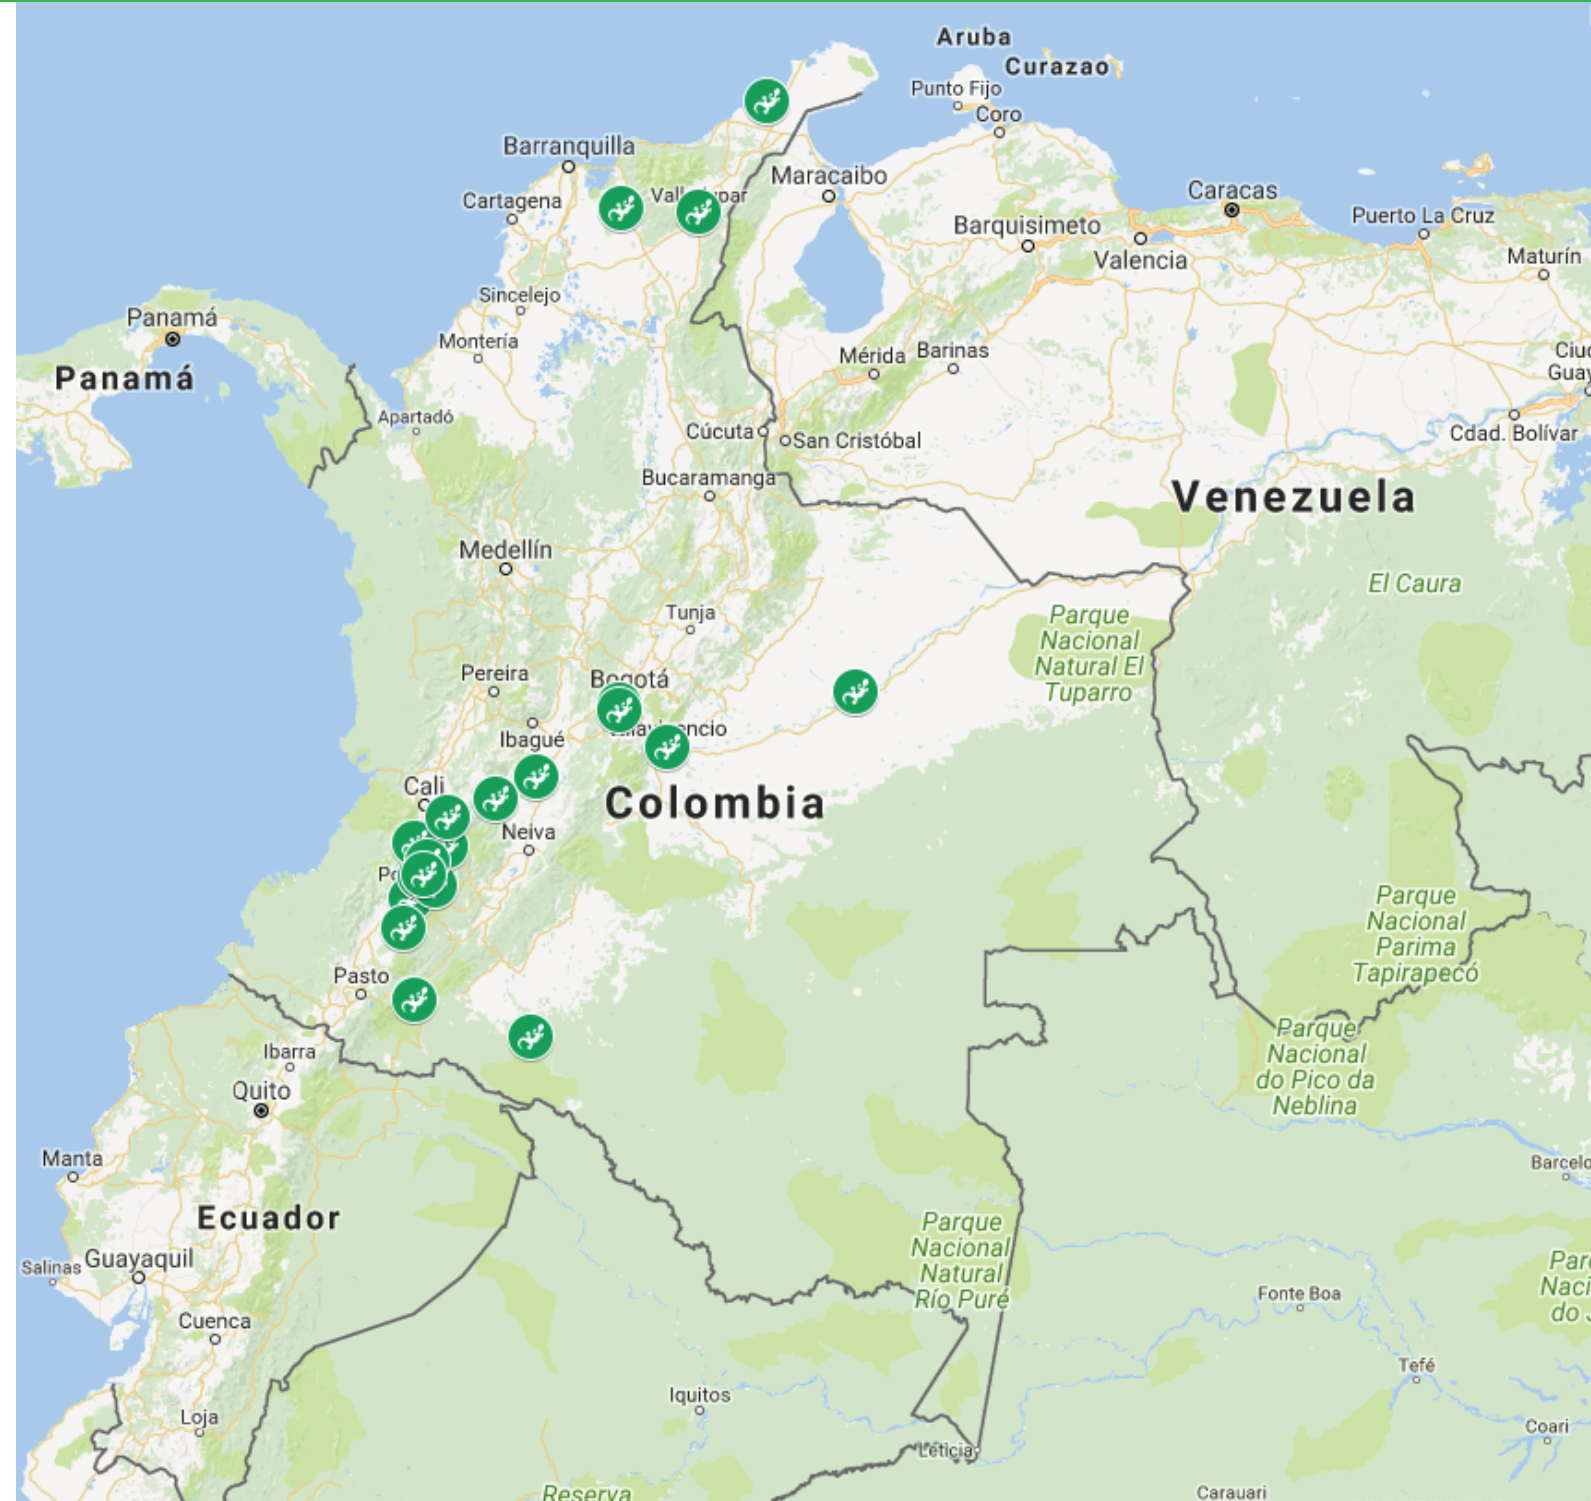 Aruba
Curazao
Punto Fijo
Coro
Barranquilla
Maracaibo
Cartagena
Caracas
Puerto La Cruz
Barquisimeto
Valencia
Maturín
Sincelejo
Panamá
Montería
Mérida
Barinas
Panamá
Apartadó
Cúcuta
San Cristóbal
Cdad. Bolívar
Bucaramanga
Venezuela
Medellín
El Caura
Tunja
Parque
Nacional
Natural El
Tuparro
Pereira
Bogotá
Ibagué
Cali
Colombia
Neiva
Parque
Nacional
Parima
Tapirapecó
Pasto
Parque
Nacional
do Pico da
Neblina
Ibarra
Quito
Manta
Ecuador
Parque
Nacional
Natural
Río Puré
Salinas
Guayaquil
Fonte Boa
Cuenca
Tefé
Iquitos
Loja
Coari
Leticia
Reserva
Carauari